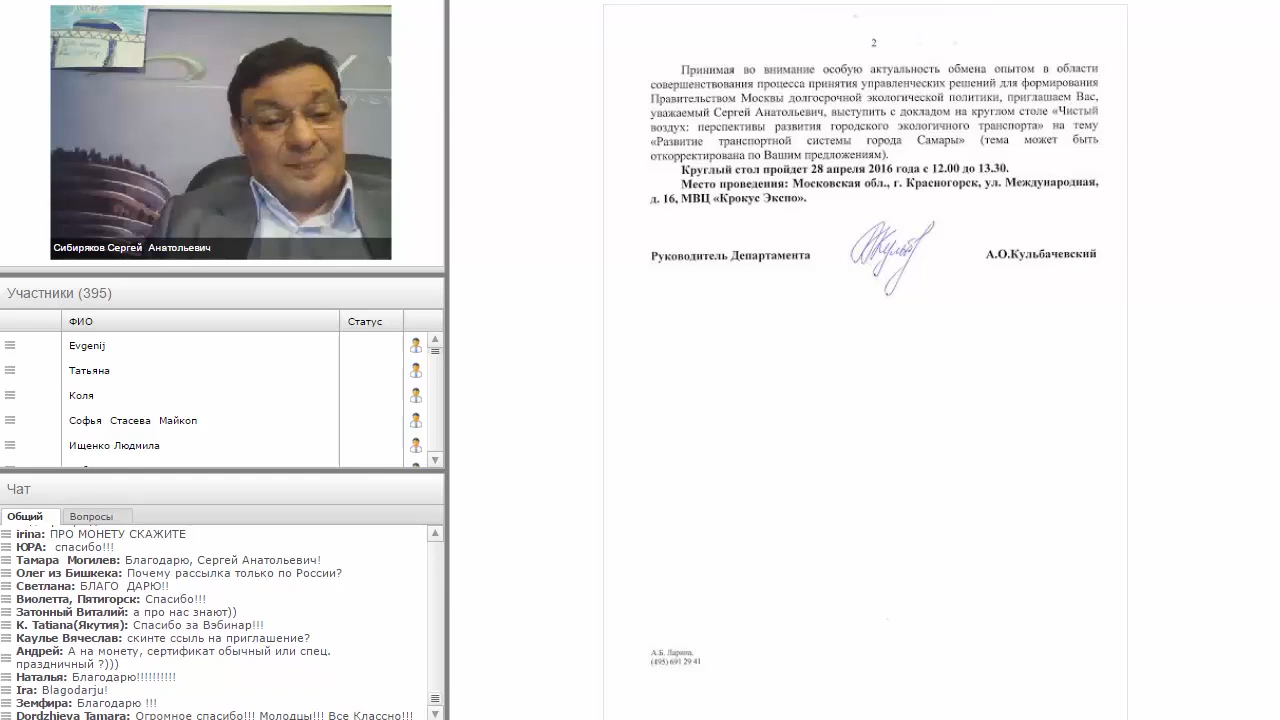 Сибиряков Сергей Анатольевич
Участники (395)
ФИО Статус
Evgenij
Татьяна
Коля
Софья Стасева Майкоп
Ищенко Людмила
Чат
Общий Вопросы
irina: ПРО МОНЕТУ СКАЖИТЕ
ЮРА: спасибо!!!
Тамара Могилев: Благодарю, Сергей Анатольевич!
Олег из Бишкека: Почему рассылка только по России?
Светлана: БЛАГО ДАРЮ!!
Виолетта, Пятигорск: Спасибо!!!
Затонный Виталий: а про нас знают))
К. Tatiana(Якутия): Спасибо за Вэбинар!!!
Каулье Вячеслав: скинте ссыль на приглашение?
Андрей: А на монету, сертификат обычный или спец.
праздничный ?)))
Наталья: Благодарю!!!!!!!!!!
Ira: Blagodarju!
Земфира: Благодарю !!!
Dordzhieva Tamara: Огромное спасибо!!! Молодцы!!! Все Классно!!!
2
Принимая во внимание особую актуальность обмена опытом в области
совершенствования процесса принятия управленческих решений для формирования
Правительством Москвы долгосрочной экологической политики, приглашаем Вас,
уважаемый Сергей Анатольевич, выступить с докладом на круглом столе «Чистый
воздух: перспективы развития городского экологичного транспорта» на тему
«Развитие транспортной системы города Самары» (тема может быть
откорректирована по Вашим предложениям).
Круглый стол пройдет 28 апреля 2016 года с 12.00 до 13.30.
Место проведения: Московская обл., г. Красногорск, ул. Международная,
д. 16, МВЦ «Крокус Экспо».
Руководитель Департамента А.О.Кульбачевский
А.Б. Ларина,
(495) 691 29 41